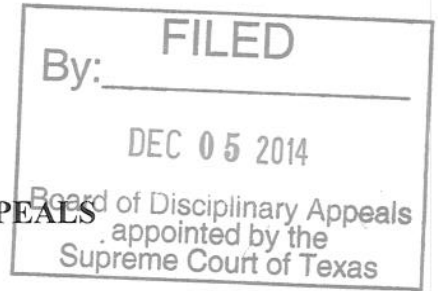 FILED
By:
DEC 05 2014
PEALS
Board of Disciplinary Appeals
appointed by the
Supreme Court of Texas